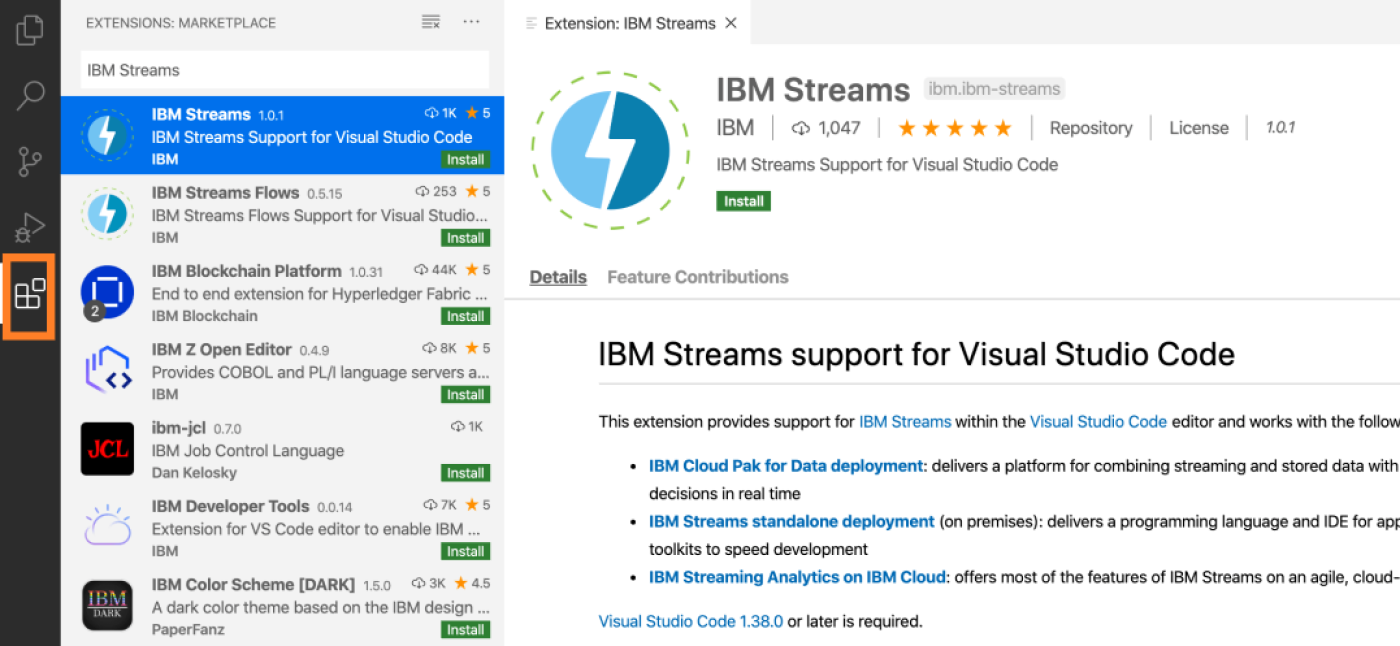 EXTENSIONS: MARKETPLACE
IBM Streams
IBM Streams 1.0.1 1K 5
IBM Streams Support for Visual Studio Code
IBM Install
IBM Streams Flows 0.5.15 253 5
IBM Streams Flows Support for Visual Studio...
IBM Install
IBM Blockchain Platform 1.0.31 44K 5
End to end extension for Hyperledger Fabric ...
2
IBM Blockchain Install
IBM Z Open Editor 0.4.9 8K 5
Provides COBOL and PL/I language servers a...
IBM Install
ibm-jcl 0.7.0 1K
JCL
IBM Job Control Language
Dan Kelosky Install
IBM Developer Tools 0.0.14 7K 5
Extension for VS Code editor to enable IBM ...
IBM Install
IBM Color Scheme [DARK] 1.5.0 3K 4.5
IBM
DARK
A dark color theme based on the IBM design ...
PaperFanz Install
Extension: IBM Streams
IBM Streams ibm.ibm-streams
IBM 1,047 Repository License 1.0.1
IBM Streams Support for Visual Studio Code
Install
Details Feature Contributions
IBM Streams support for Visual Studio Code
This extension provides support for IBM Streams within the Visual Studio Code editor and works with the follow
• IBM Cloud Pak for Data deployment: delivers a platform for combining streaming and stored data with
decisions in real time
• IBM Streams standalone deployment (on premises): delivers a programming language and IDE for app
toolkits to speed development
• IBM Streaming Analytics on IBM Cloud: offers most of the features of IBM Streams on an agile, cloud-
Visual Studio Code 1.38.0 or later is required.